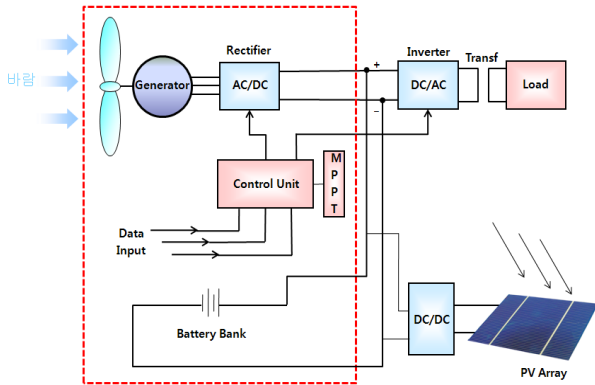 바람
Generator
Rectifier
AC/DC
+
−
Inverter
DC/AC
Transf
Load
Control Unit
M
P
P
T
Data
Input
Battery Bank
DC/DC
PV Array